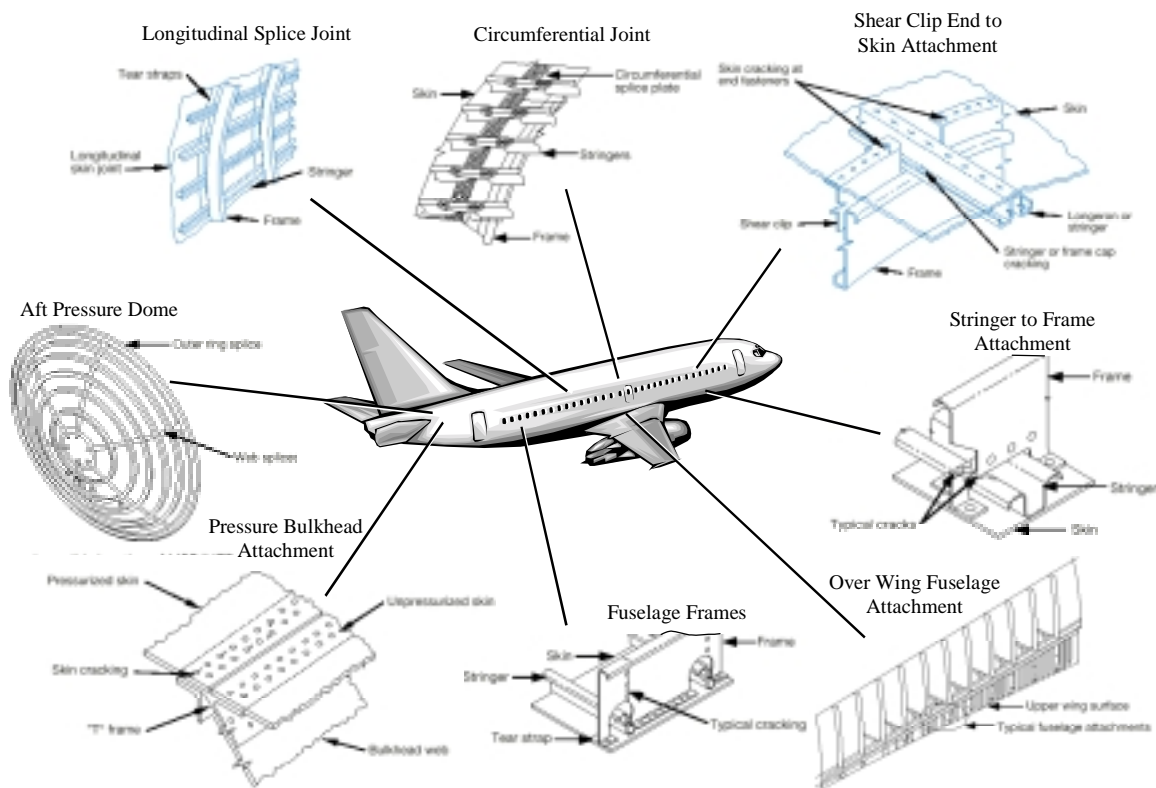 Longitudinal Splice Joint
Tear straps
Longitudinal
skin joint
Stringer
Frame
Circumferential Joint
Circumferential
splice plate
Skin
Stringers
Frame
Shear Clip End to
Skin Attachment
Skin cracking at
end fasteners
Skin
Shear clip
Longeron or
stringer
Stringer or frame cap
cracking
Frame
Aft Pressure Dome
Outer ring splice
Web splices
Stringer to Frame
Attachment
Frame
Stringer
Typical cracks
Skin
Pressure Bulkhead
Attachment
Pressurized skin
Unpressurized skin
Skin cracking
"T" frame
Bulkhead web
Fuselage Frames
Skin
Frame
Stringer
Typical cracking
Tear strap
Over Wing Fuselage
Attachment
Upper wing surface
Typical fuselage attachments